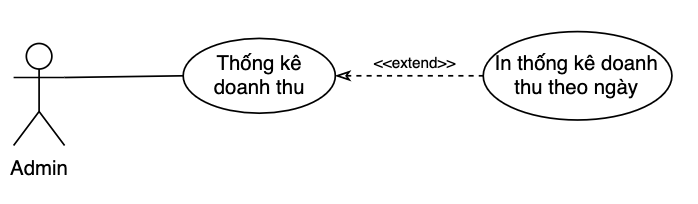 Thống kê
doanh thu
<<extend>>
In thống kê doanh
thu theo ngày
Admin